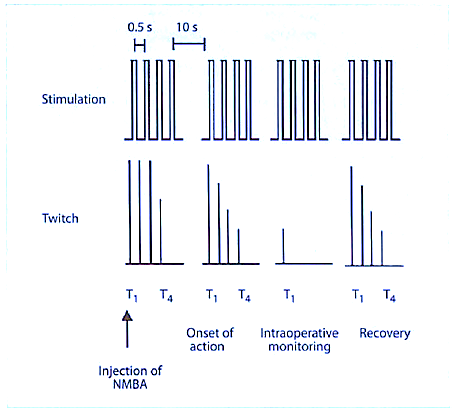 0.5 s
10 s
Stimulation
Twitch
T1 T4 T1 T4 T1 T1 T4
Onset of action
Intraoperative monitoring
Recovery
Injection of
NMBA